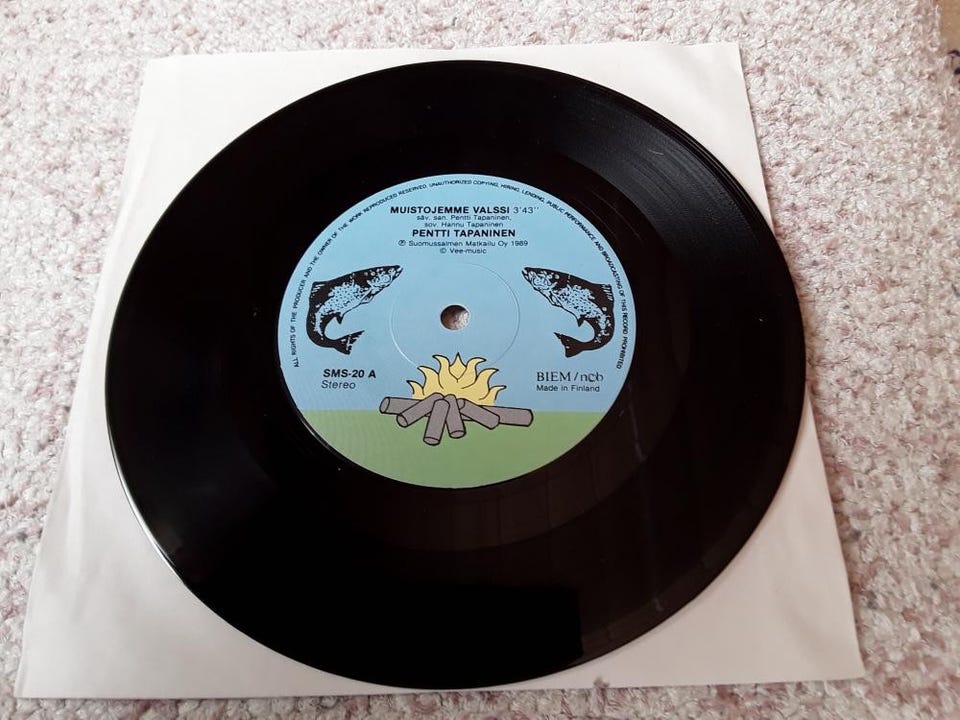 ALL RIGHTS OF THE PRODUCER AND THE OWNER OF THE WORK REPRODUCED RESERVED. UNAUTHORIZED COPYING, HIRING, LENDING, PUBLIC PERFORMANCE AND BROADCASTING OF THIS RECORD PROHIBITED
MUISTOJEMME VALSSI 3'43"
säv. san. Pentti Tapaninen,
sov. Hannu Tapaninen
PENTTI TAPANINEN
℗ Suomussalmen Matkailu Oy 1989
© Vee-music
SMS-20 A
Stereo
BIEM/ncb
Made in Finland